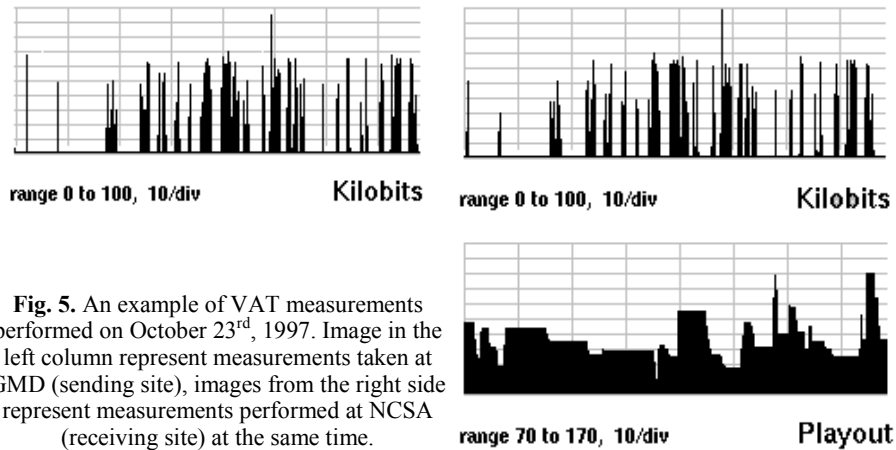 range 0 to 100, 10/div Kilobits
range 0 to 100, 10/div Kilobits
Fig. 5. An example of VAT measurements
performed on October 23rd, 1997. Image in the
left column represent measurements taken at
GMD (sending site), images from the right side
represent measurements performed at NCSA
(receiving site) at the same time.
range 70 to 170, 10/div Playout